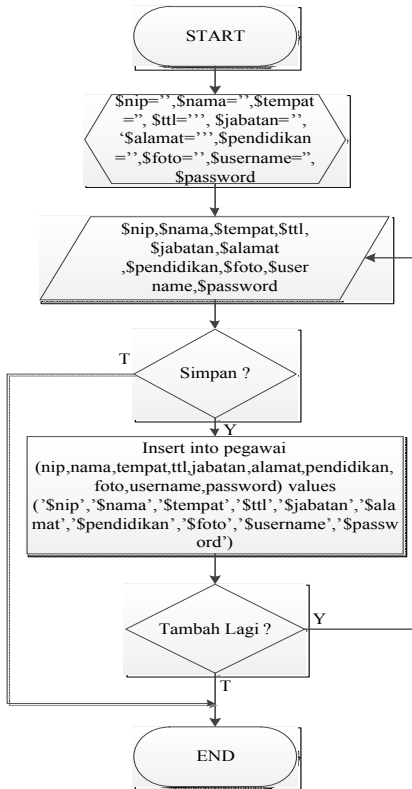 START
$nip=’’,$nama=’’,$tempat
=’’, $ttl=’’’, $jabatan=’’,
‘$alamat=’’’,$pendidikan
=’’,$foto=’’,$username=’’,
$password
$nip,$nama,$tempat,$ttl,
$jabatan,$alamat
,$pendidikan,$foto,$user
name,$password
T
Simpan ?
Y
Insert into pegawai
(nip,nama,tempat,ttl,jabatan,alamat,pendidikan,
foto,username,password) values
(’$nip’,’$nama’,’$tempat’,’$ttl’,’$jabatan’,’$ala
mat’,’$pendidikan’,’$foto’,’$username’,’$passw
ord’)
Tambah Lagi ?
Y
T
END